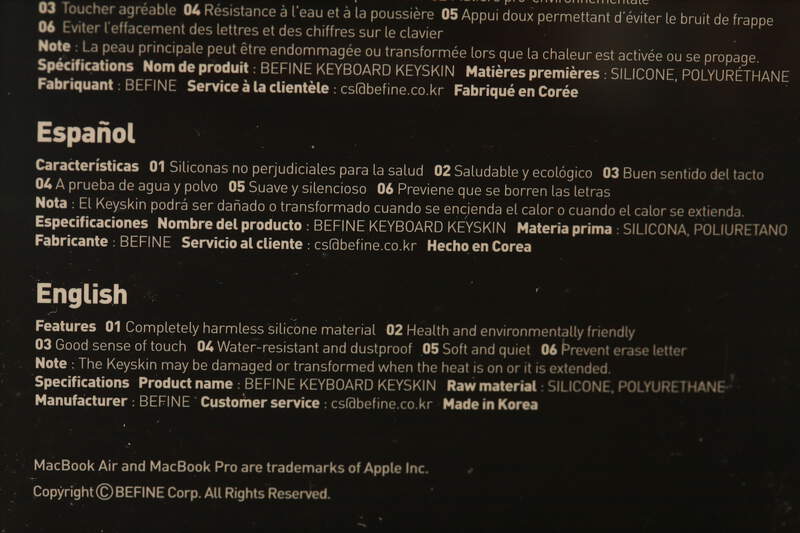 03 Toucher agréable 04 Résistance à l'eau et à la poussière 05 Appui doux permettant d'éviter le bruit de frappe
06 Eviter l'effacement des lettres et des chiffres sur le clavier
Note : La peau principale peut être endommagée ou transformée lors que la chaleur est activée ou se propage.
Spécifications Nom de produit : BEFINE KEYBOARD KEYSKIN Matières premières : SILICONE, POLYURÉTHANE
Fabriquant : BEFINE Service à la clientèle : cs@befine.co.kr Fabriqué en Corée
Español
Características 01 Siliconas no perjudiciales para la salud 02 Saludable y ecológico 03 Buen sentido del tacto
04 A prueba de agua y polvo 05 Suave y silencioso 06 Previene que se borren las letras
Nota : El Keyskin podrá ser dañado o transformado cuando se encjenda el calor o cuando el calor se extienda.
Especificaciones Nombre del producto : BEFINE KEYBOARD KEYSKIN Materia prima : SILICONA, POLIURETANO
Fabricante : BEFINE Servicio al cliente : cs@befine.co.kr Hecho en Corea
English
Features 01 Completely harmless silicone material 02 Health and environmentally friendly
03 Good sense of touch 04 Water-resistant and dustproof 05 Soft and quiet 06 Prevent erase letter
Note : The Keyskin may be damaged or transformed when the heat is on or it is extended.
Specifications Product name : BEFINE KEYBOARD KEYSKIN Raw material : SILICONE, POLYURETHANE
Manufacturer : BEFINE Customer service : cs@befine.co.kr Made in Korea
MacBook Air and MacBook Pro are trademarks of Apple Inc.
Copyright © BEFINE Corp. All Rights Reserved.